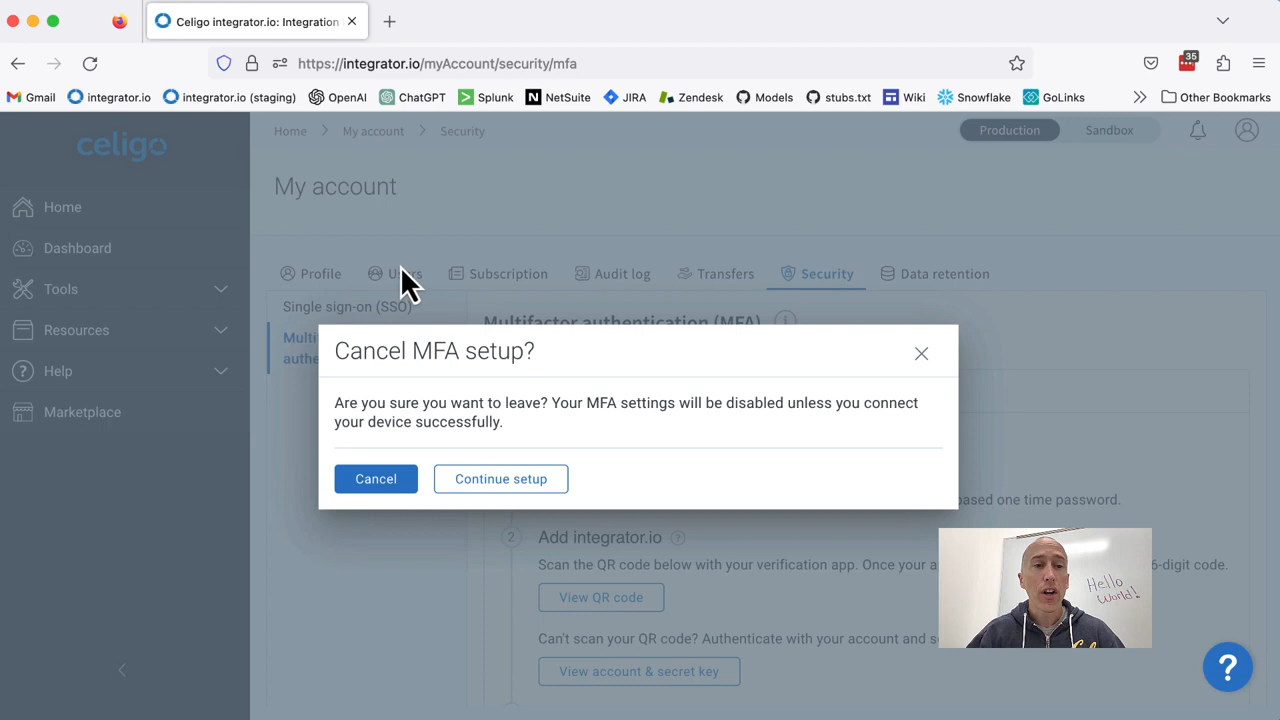 Celigo integrator.io: Integration
https://integrator.io/myAccount/security/mfa
35
Gmail
integrator.io
integrator.io (staging)
OpenAI
ChatGPT
Splunk
NetSuite
JIRA
Zendesk
Models
stubs.txt
Wiki
Snowflake
GoLinks
Other Bookmarks
celigo
Home
My account
Security
Production
Sandbox
My account
Home
Dashboard
Tools
Resources
Help
Marketplace
Profile
Subscription
Audit log
Transfers
Security
Data retention
Single sign-on (SSO)
Multifactor authentication (MFA)
Cancel MFA setup?
Are you sure you want to leave? Your MFA settings will be disabled unless you connect
your device successfully.
Cancel
Continue setup
based one time password.
2
Add integrator.io
Scan the QR code below with your verification app. Once your
6-digit code.
View QR code
Can't scan your QR code? Authenticate with your account and
View account & secret key
Hello
World!
?